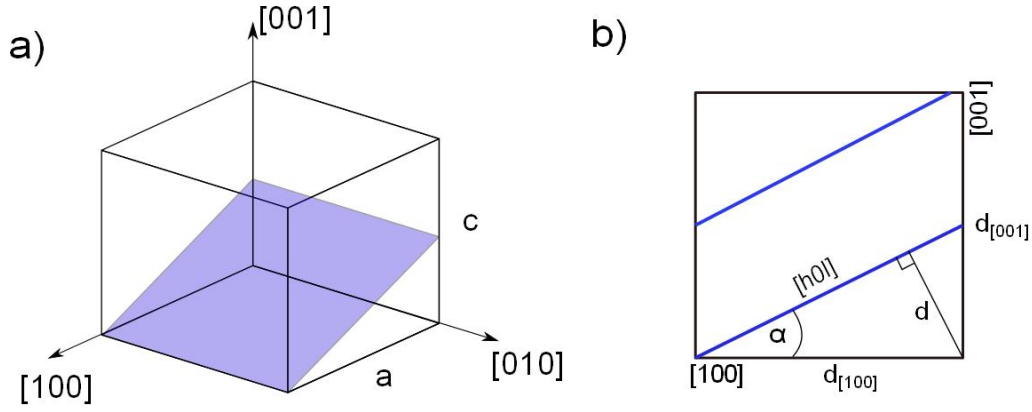 a)
[001]
c
[100]
a
[010]
b)
[001]
d[001]
[h0l]
α
d
[100]
d[100]